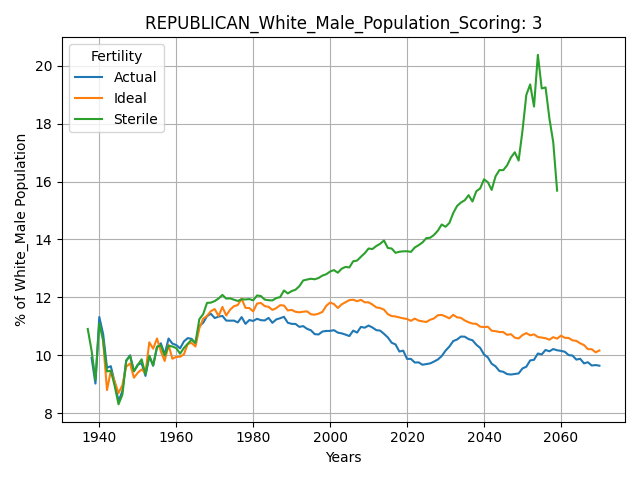 REPUBLICAN_White_Male_Population_Scoring: 3
Fertility
Actual
Ideal
Sterile
% of White_Male Population
20
18
16
14
12
10
8
1940 1960 1980 2000 2020 2040 2060
Years